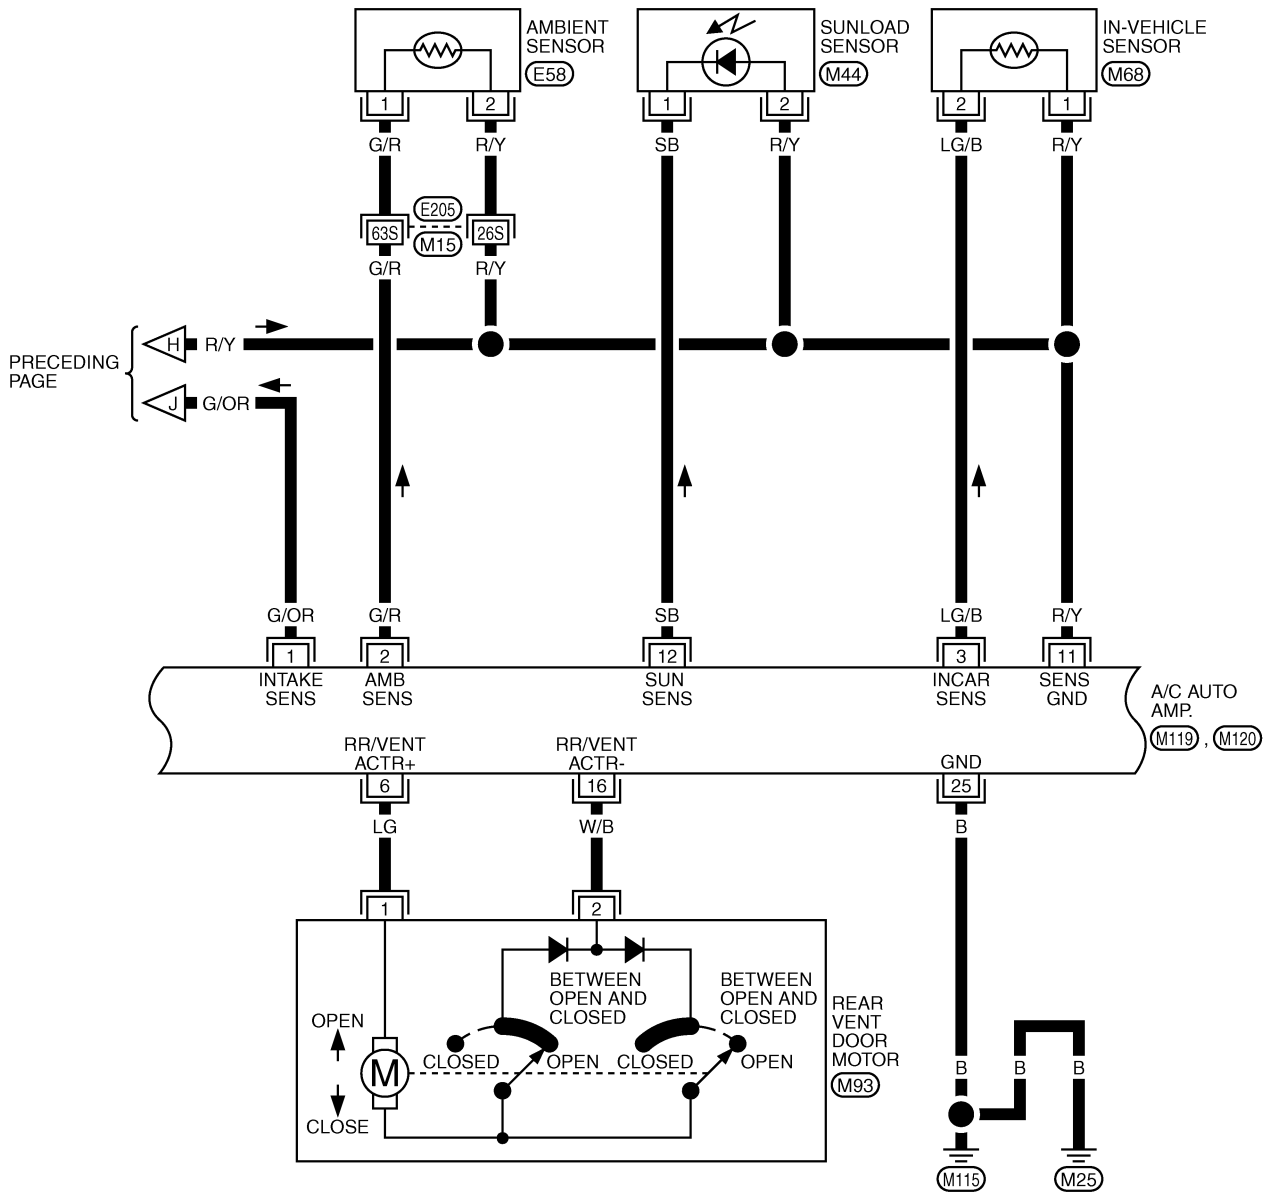 AMBIENT
SENSOR
E58
SUNLOAD
SENSOR
M44
IN-VEHICLE
SENSOR
M68
1
2
1
2
2
1
G/R
R/Y
SB
R/Y
LG/B
R/Y
E205
63S
26S
M15
G/R
R/Y
PRECEDING
PAGE
H
R/Y
J
G/OR
G/OR
G/R
SB
LG/B
R/Y
1
2
12
3
11
INTAKE
SENS
AMB
SENS
SUN
SENS
INCAR
SENS
SENS
GND
A/C AUTO
AMP.
M119 , M120
RR/VENT
ACTR+
RR/VENT
ACTR-
GND
6
16
25
LG
W/B
B
1
2
BETWEEN
OPEN AND
CLOSED
BETWEEN
OPEN AND
CLOSED
REAR
VENT
DOOR
MOTOR
M93
OPEN
M
CLOSE
CLOSED
OPEN
CLOSED
OPEN
B
B
B
M115
M25